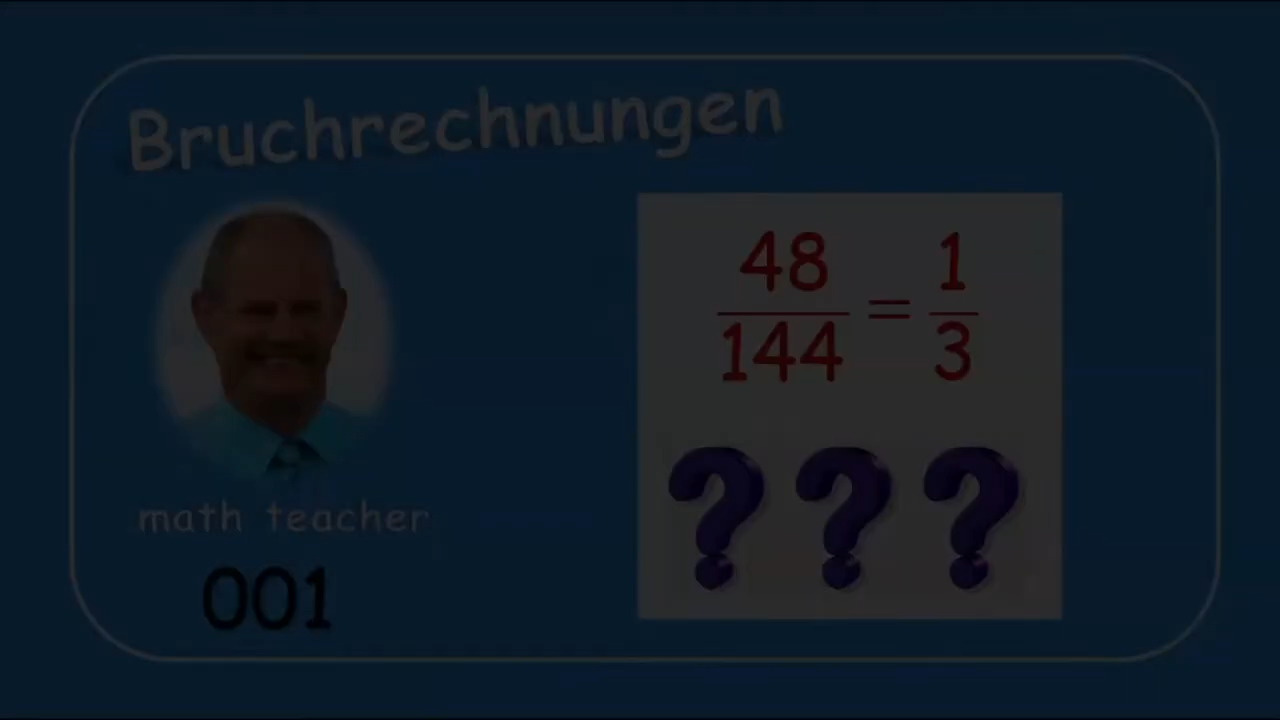 Bruchrechnungen
48/144 = 1/3
???
math teacher
001